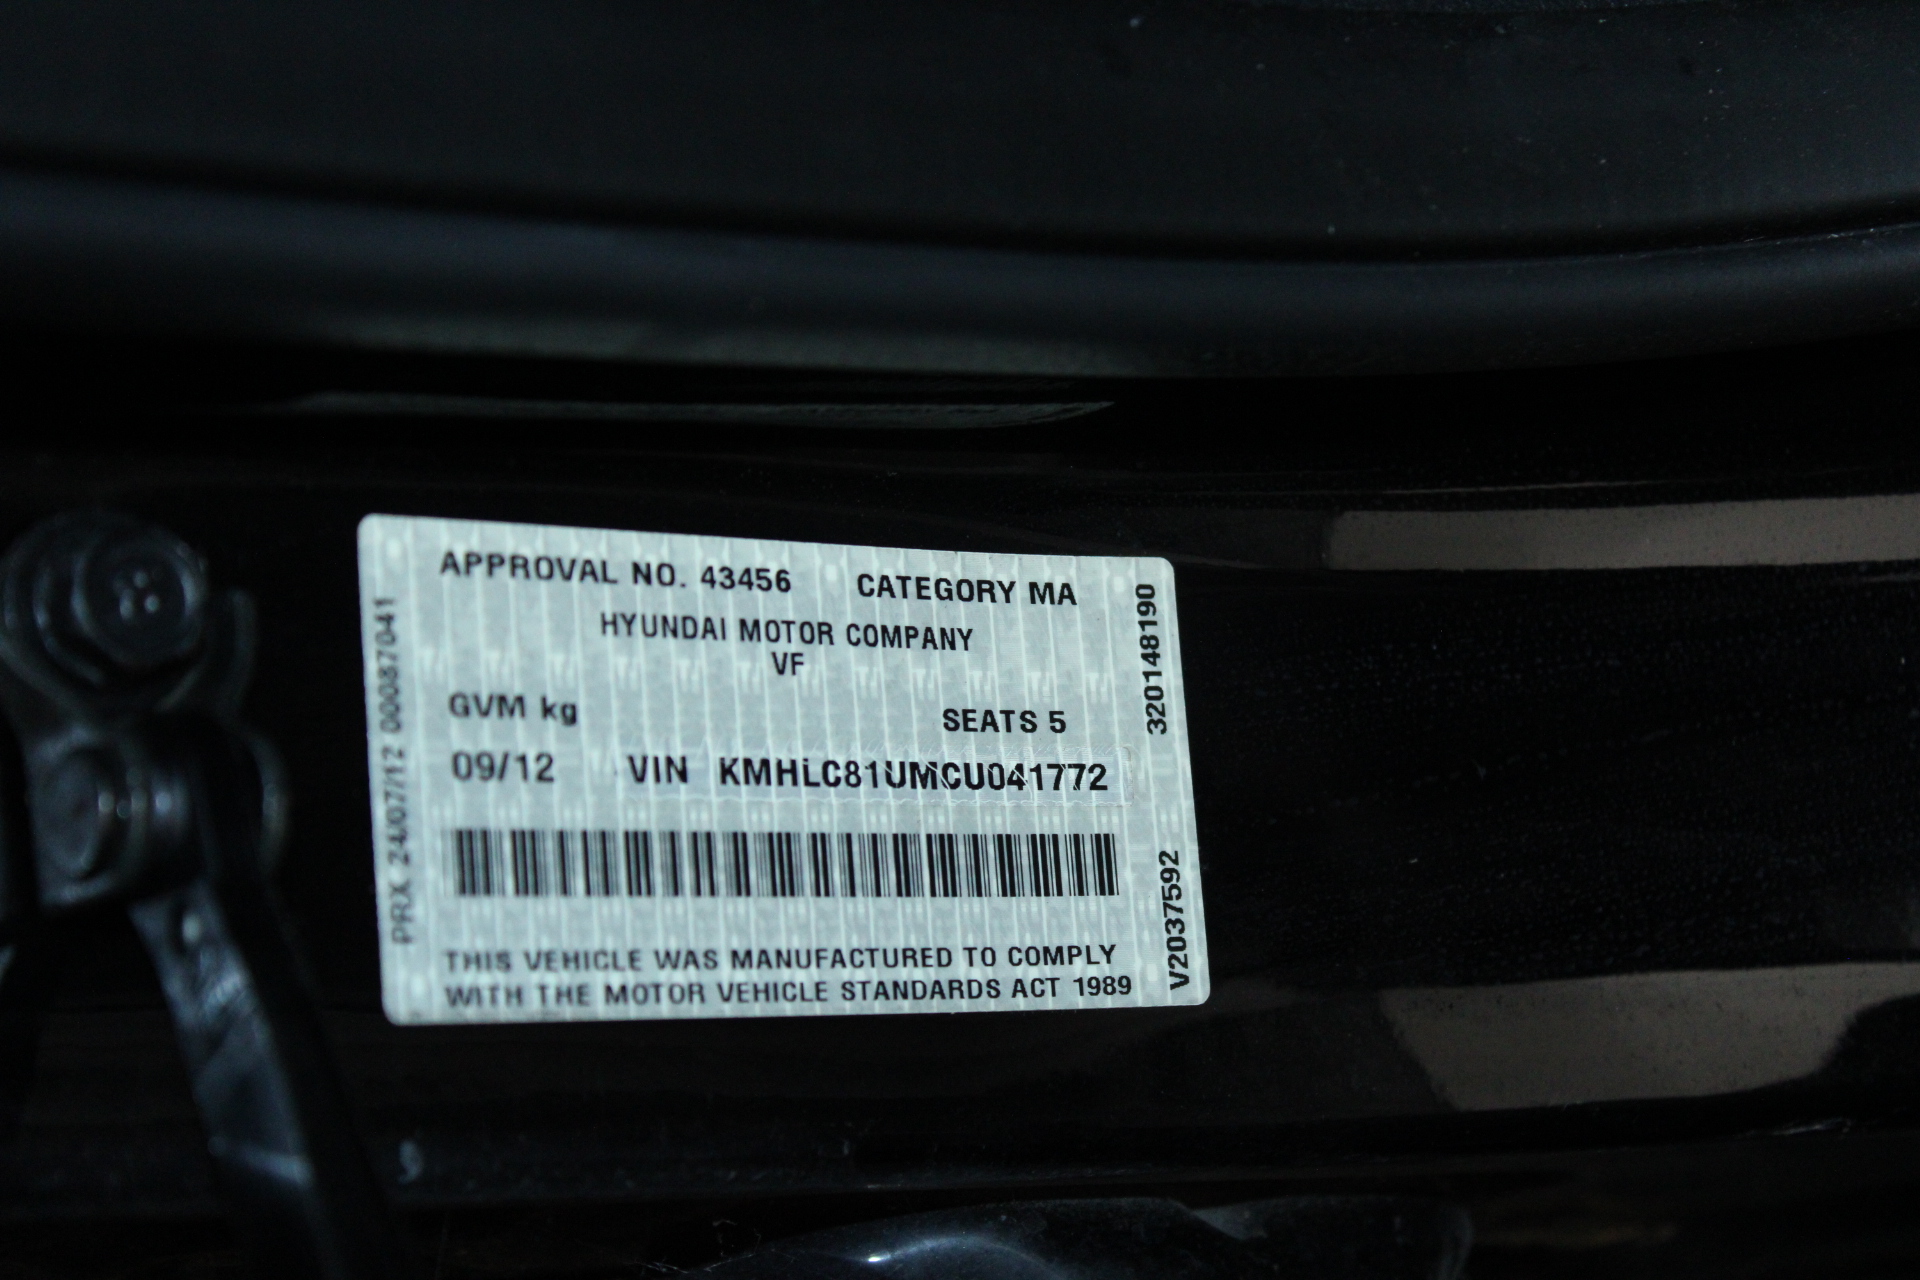 APPROVAL NO. 43456 CATEGORY MA
HYUNDAI MOTOR COMPANY
VF
GVM kg SEATS 5
09/12 VIN KMHLC81UMCU041772
THIS VEHICLE WAS MANUFACTURED TO COMPLY
WITH THE MOTOR VEHICLE STANDARDS ACT 1989
PRX 24/07/12 00087041
320148190
V2037592